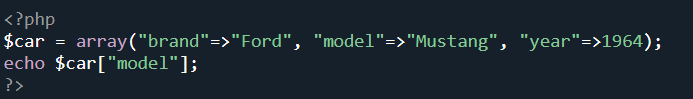 <?php
$car = array("brand"=>"Ford", "model"=>"Mustang", "year"=>1964);
echo $car["model"];
?>